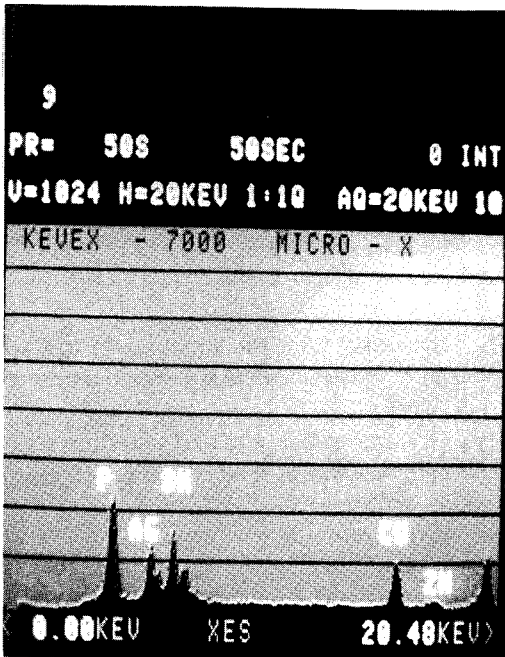 9
PR= 50S 50SEC 0 INT
V=1024 H=20KEV 1:1Q AQ=20KEV 10
KEVEX - 7000 MICRO - X
< 0.00KEV XES 20.48KEV>